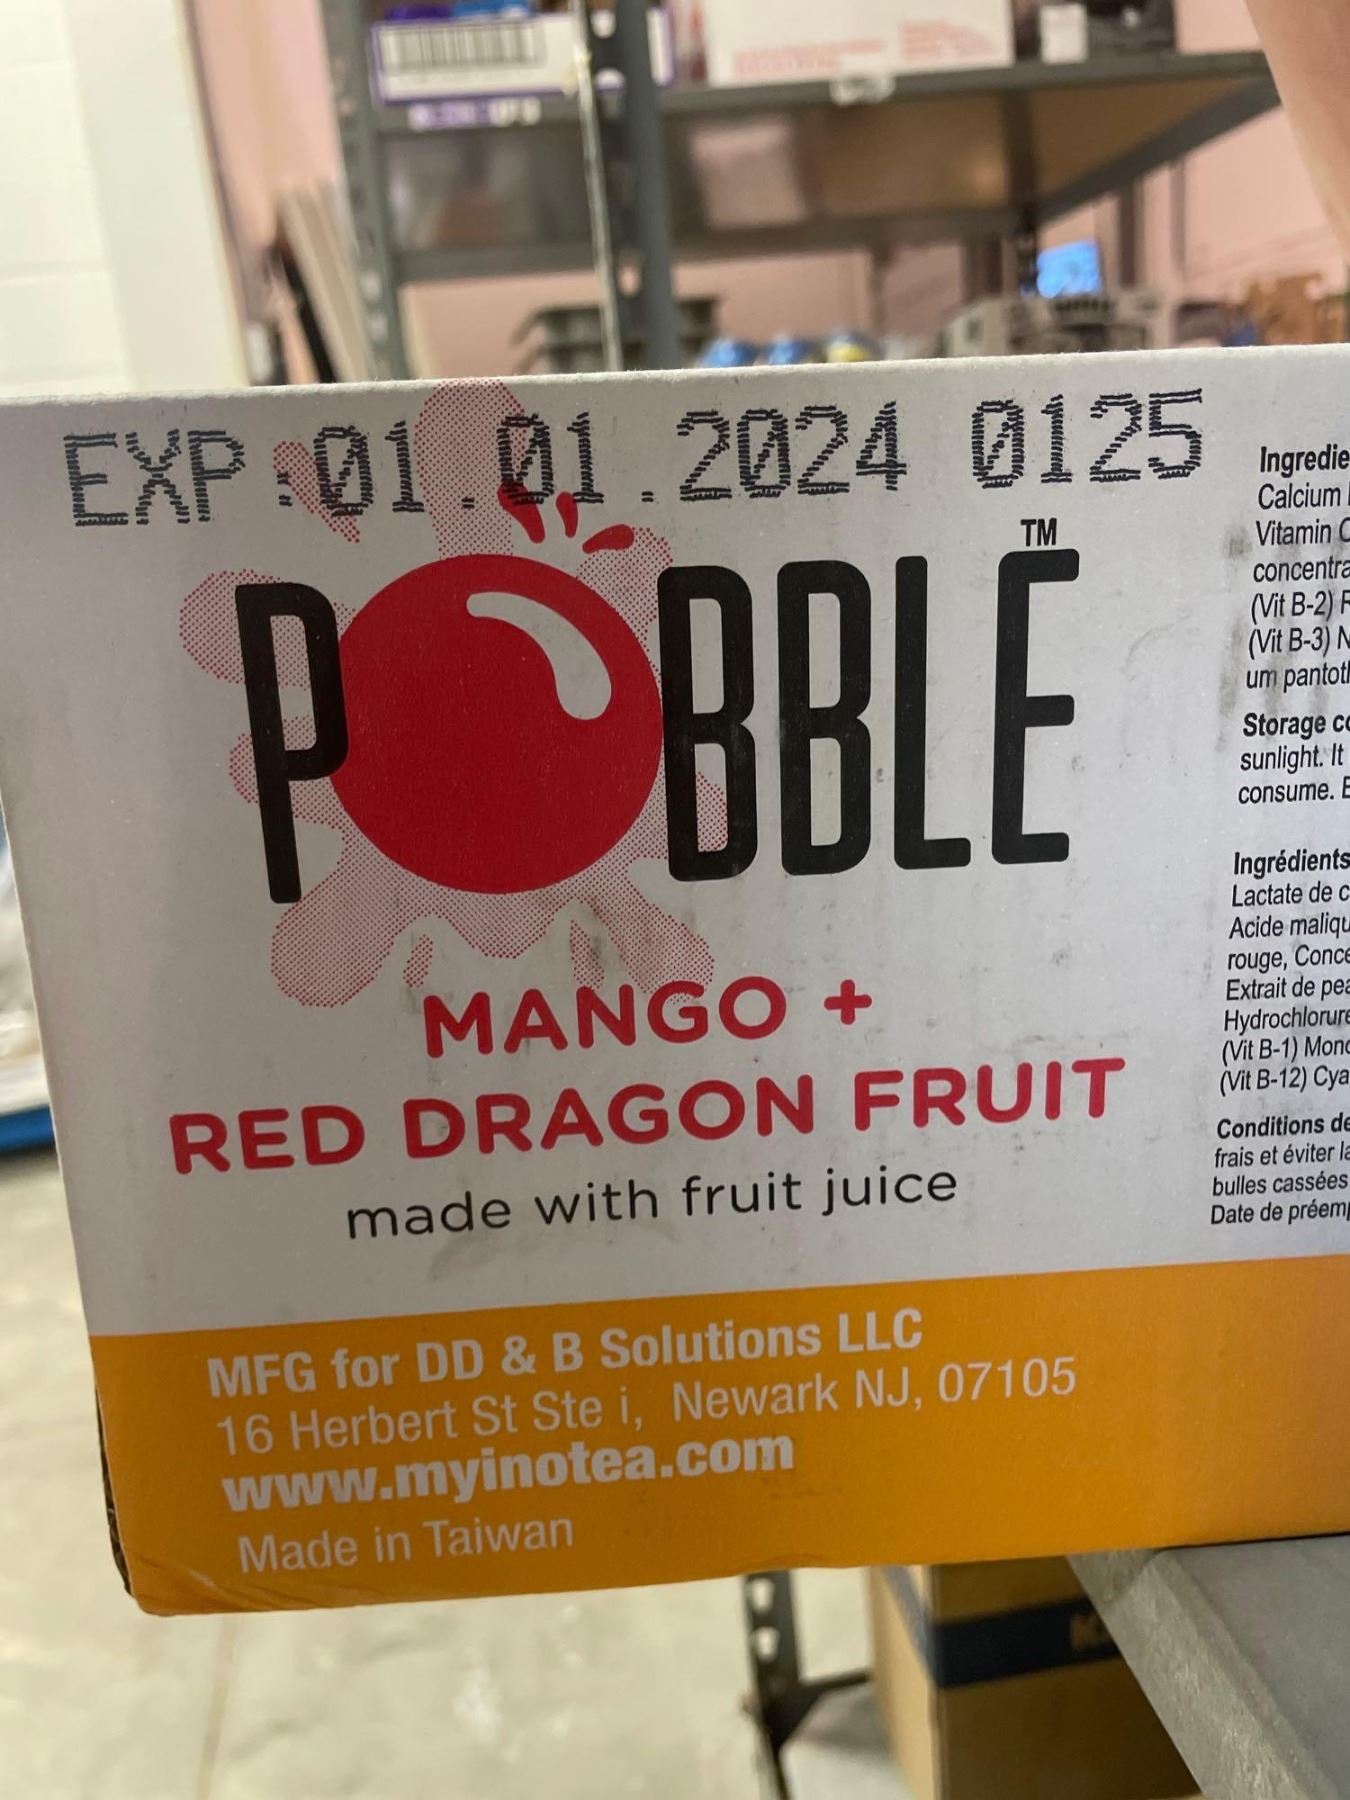 EXP:01.01.2024 0125
POBBLE™
MANGO +
RED DRAGON FRUIT
made with fruit juice
MFG for DD & B Solutions LLC
16 Herbert St Ste i, Newark NJ, 07105
www.myinotea.com
Made in Taiwan
Ingredie
Calcium
Vitamin C
concentra
(Vit B-2)
(Vit B-3) N
um pantoth
Storage co
sunlight. It
consume.
Ingrédients
Lactate de c
Acide maliqu
rouge, Conce
Extrait de pea
Hydrochlorure
(Vit B-1) Mono
(Vit B-12) Cya
Conditions de
frais et éviter la
bulles cassées
Date de préemp